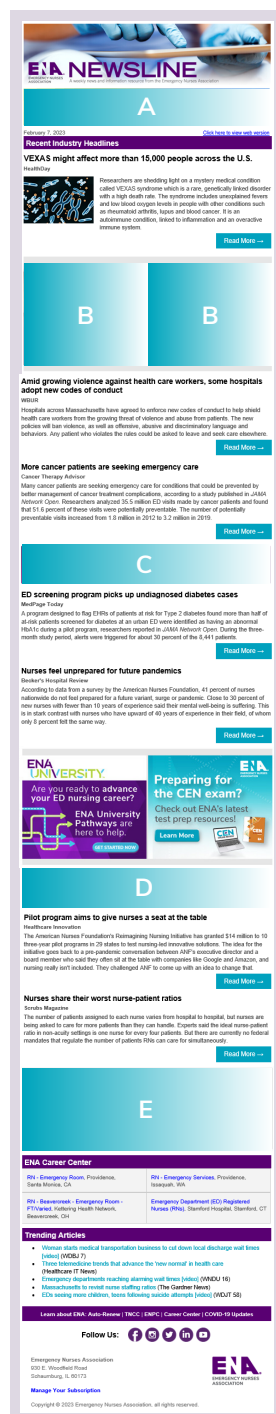 ENA NEWSLINE
EMERGENCY NURSES
ASSOCIATION
A weekly news and information resource from the Emergency Nurses Association
A
February 7, 2023
Click here to view web version
Recent Industry Headlines
VEXAS might affect more than 15,000 people across the U.S.
HealthDay
Researchers are shedding light on a mystery medical condition
called VEXAS syndrome which is a rare, genetically linked disorder
with a high death rate. The syndrome includes unexplained fevers
and low blood oxygen levels in people with other conditions such
as rheumatoid arthritis, lupus and blood cancer. It is an
autoimmune condition, linked to inflammation and an overactive
immune system.
Read More →
B
B
Amid growing violence against health care workers, some hospitals
adopt new codes of conduct
WBUR
Hospitals across Massachusetts have agreed to enforce new codes of conduct to help shield
health care workers from the growing threat of violence and abuse from patients. The new
policies will ban violence, as well as offensive, abusive and discriminatory language and
behaviors. Any patient who violates the rules could be asked to leave and seek care elsewhere.
Read More →
More cancer patients are seeking emergency care
Cancer Therapy Advisor
Many cancer patients are seeking emergency care for conditions that could be prevented by
better management of cancer treatment complications, according to a study published in JAMA
Network Open. Researchers analyzed 35.5 million ED visits made by cancer patients and found
that 51.6 percent of these visits were potentially preventable. The number of potentially
preventable visits increased from 1.8 million in 2012 to 3.2 million in 2019.
Read More →
C
ED screening program picks up undiagnosed diabetes cases
MedPage Today
A program designed to flag EHRs of patients at risk for Type 2 diabetes found more than half of
at-risk patients screened for diabetes at an urban ED were identified as having an abnormal
HbA1c during a pilot program, researchers reported in JAMA Network Open. During the three-
month study period, alerts were triggered for about 30 percent of the 8,441 patients.
Read More →
Nurses feel unprepared for future pandemics
Becker's Hospital Review
According to data from a survey by the American Nurses Foundation, 41 percent of nurses
nationwide do not feel prepared for a future variant, surge or pandemic. Close to 30 percent of
new nurses with fewer than 10 years of experience said their mental well-being is suffering. This
is in stark contrast with nurses who have upward of 40 years of experience in their field, of whom
only 8 percent felt the same way.
Read More →
ENA
UNIVERSITY
Are you ready to advance
your ED nursing career?
ENA University
Pathways are
here to help.
GET STARTED NOW
ENA
EMERGENCY NURSES
ASSOCIATION
Preparing for
the CEN exam?
Check out ENA's latest
test prep resources!
Learn More
CEN
CEN
D
Pilot program aims to give nurses a seat at the table
Healthcare Innovation
The American Nurses Foundation's Reimagining Nursing Initiative has granted $14 million to 10
three-year pilot programs in 29 states to test nursing-led innovative solutions. The idea for the
initiative goes back to a pre-pandemic conversation between ANF's executive director and a
board member who said they often sit at the table with companies like Google and Amazon, and
nursing really isn't included. They challenged ANF to come up with an idea to change that.
Read More →
Nurses share their worst nurse-patient ratios
Scrubs Magazine
The number of patients assigned to each nurse varies from hospital to hospital, but nurses are
being asked to care for more patients than they can handle. Experts said the ideal nurse-patient
ratio in non-acuity settings is one nurse for every four patients. But there are currently no federal
mandates that regulate the number of patients RNs can care for simultaneously.
Read More →
E
ENA Career Center
RN - Emergency Room, Providence,
Santa Monica, CA
RN - Emergency Services, Providence,
Issaquah, WA
RN - Beavercreek - Emergency Room -
FT/Varied, Kettering Health Network,
Beavercreek, OH
Emergency Department (ED) Registered
Nurses (RNs), Stamford Hospital, Stamford, CT
Trending Articles
Woman starts medical transportation business to cut down local discharge wait times
[video] (WDBJ 7)
Three telemedicine trends that advance the 'new normal' in health care
(Healthcare IT News)
Emergency departments reaching alarming wait times [video] (WNDU 16)
Massachusetts to revisit nurse staffing ratios (The Gardner News)
EDs seeing more children, teens following suicide attempts [video] (WDJT 58)
Learn about ENA: Auto-Renew | TNCC | ENPC | Career Center | COVID-19 Updates
Follow Us:
Emergency Nurses Association
930 E. Woodfield Road
Schaumburg, IL 60173
Manage Your Subscription
ENA
EMERGENCY NURSES
ASSOCIATION
Copyright © 2023 Emergency Nurses Association. all rights reserved.